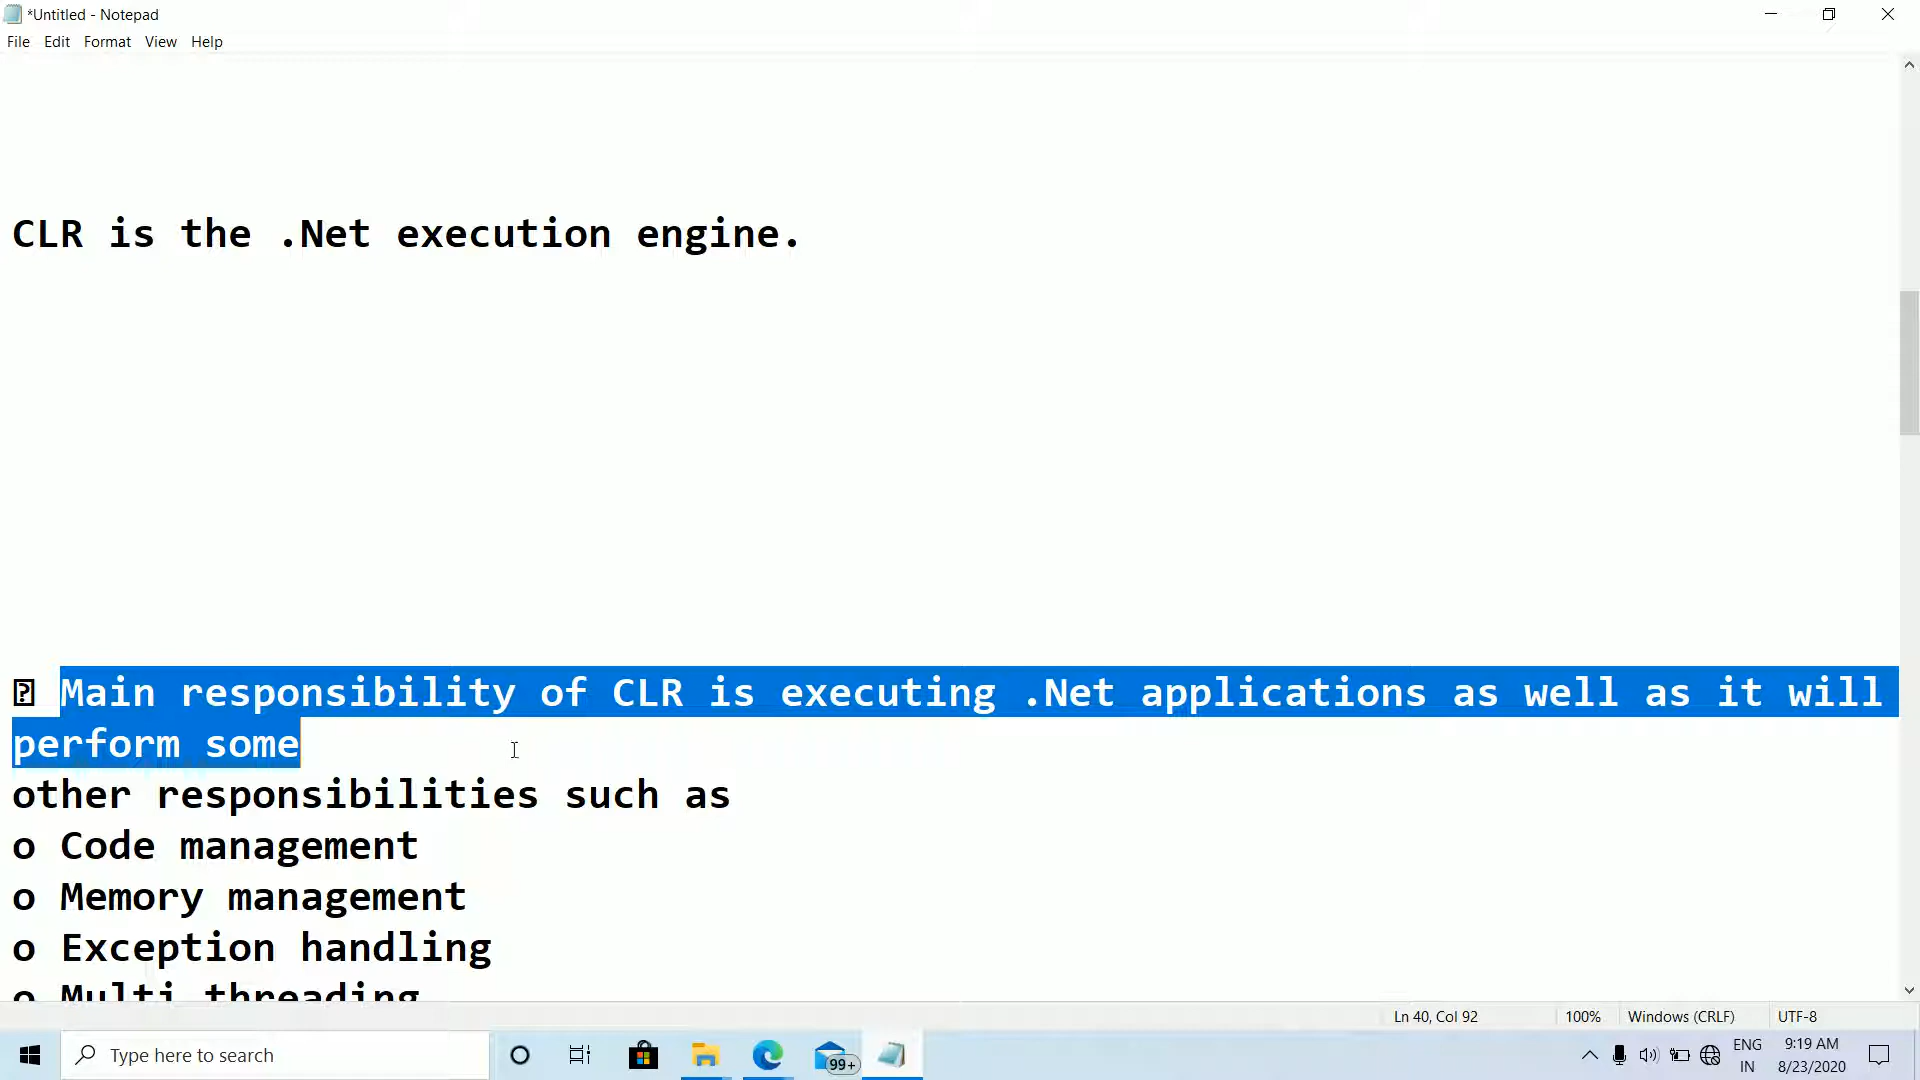 *Untitled - Notepad
File Edit Format View Help
CLR is the .Net execution engine.
Main responsibility of CLR is executing .Net applications as well as it will
perform some
other responsibilities such as
o Code management
o Memory management
o Exception handling
o Multi threading
Ln 40, Col 92 100% Windows (CRLF) UTF-8
Type here to search 99+ ENG IN 9:19 AM 8/23/2020